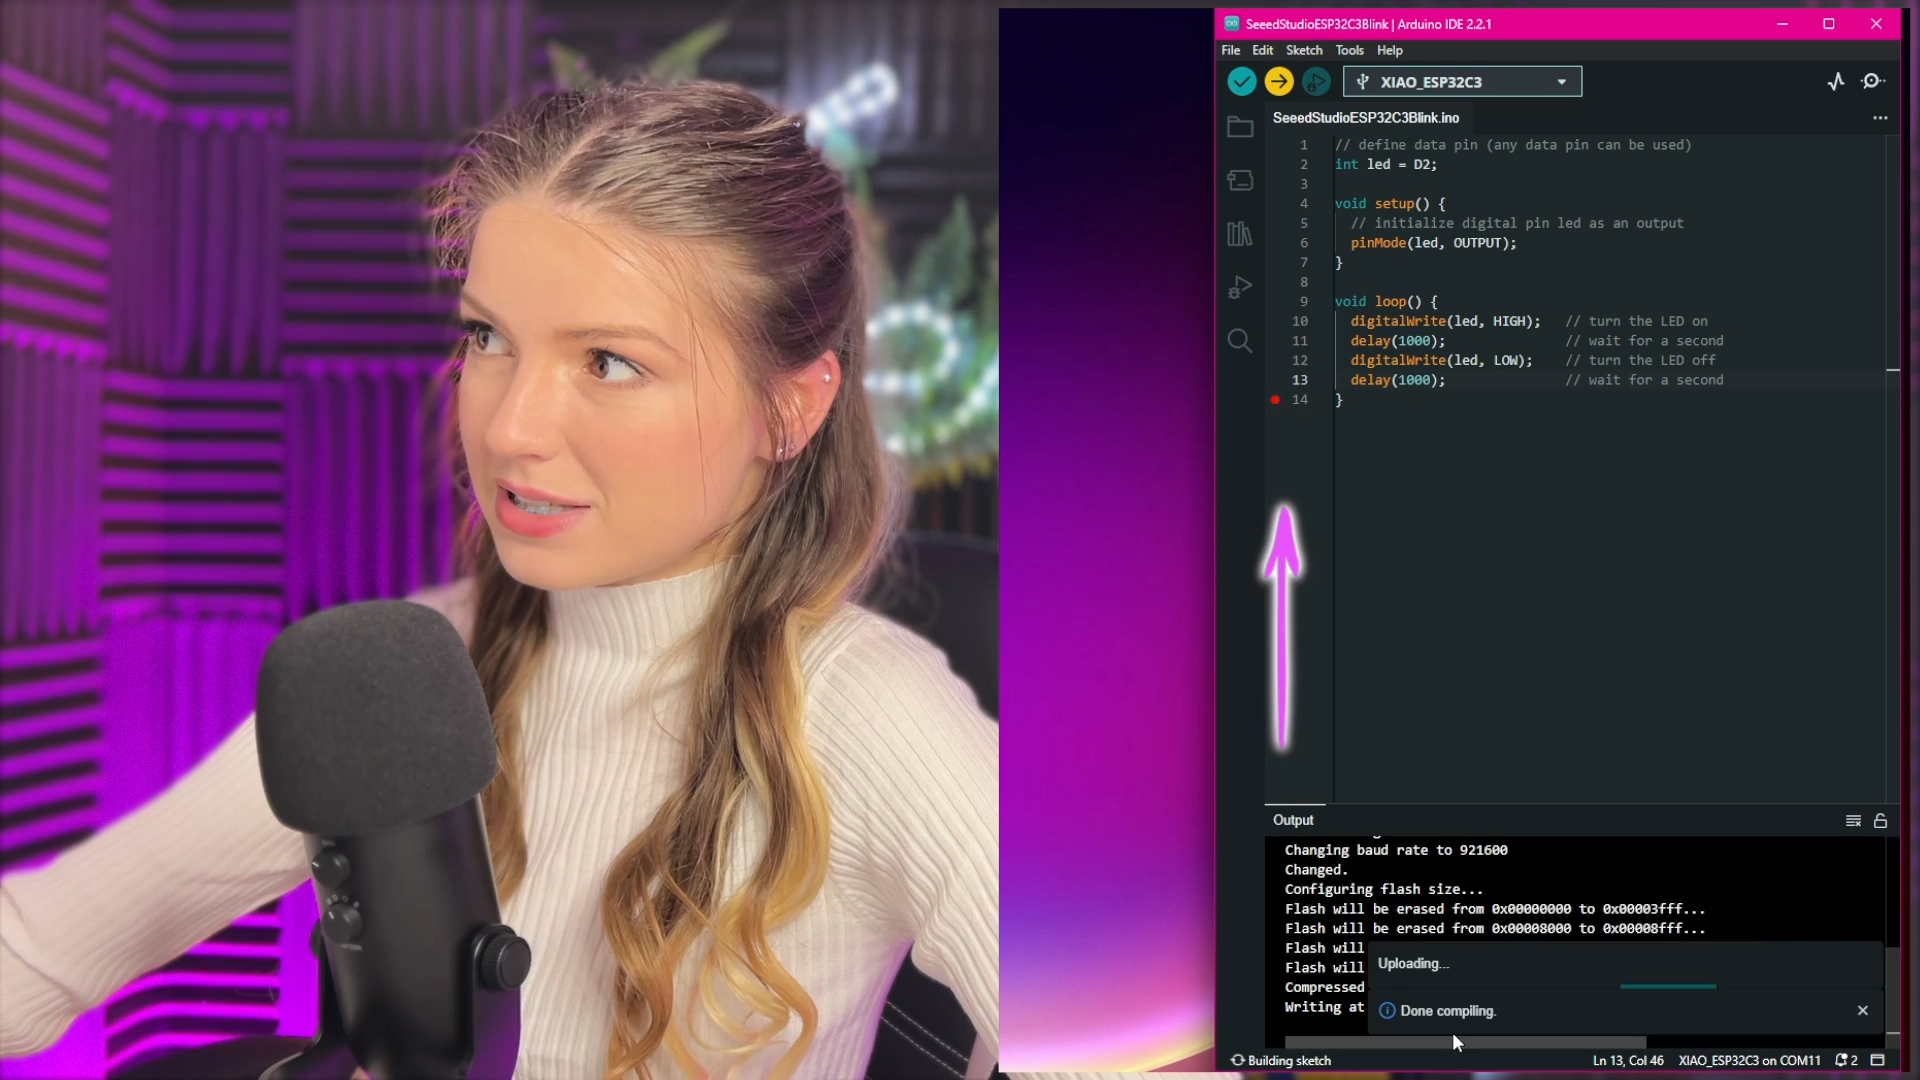 SeeedStudioESP32C3Blink | Arduino IDE 2.2.1
File Edit Sketch Tools Help
XIAO_ESP32C3
SeeedStudioESP32C3Blink.ino
1 // define data pin (any data pin can be used)
2 int led = D2;
3
4 void setup() {
5 // initialize digital pin led as an output
6 pinMode(led, OUTPUT);
7 }
8
9 void loop() {
10 digitalWrite(led, HIGH); // turn the LED on
11 delay(1000); // wait for a second
12 digitalWrite(led, LOW); // turn the LED off
13 delay(1000); // wait for a second
14 }
Output
Changing baud rate to 921600
Changed.
Configuring flash size...
Flash will be erased from 0x00000000 to 0x00003fff...
Flash will be erased from 0x00008000 to 0x00008fff...
Flash will
Flash will
Compressed
Writing at
Uploading...
Done compiling.
Building sketch
Ln 13, Col 46 XIAO_ESP32C3 on COM11 2